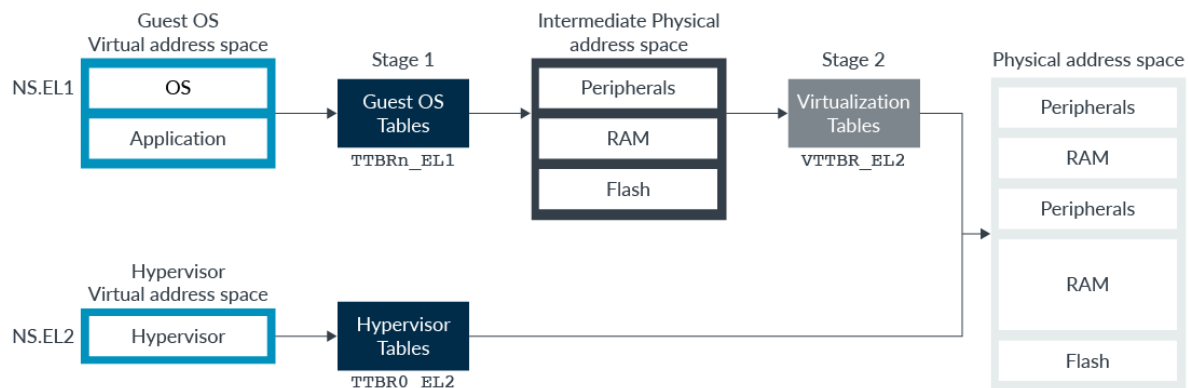 Guest OS
Virtual address space
NS.EL1
OS
Application
Stage 1
Guest OS
Tables
TTBRn_EL1
Intermediate Physical
address space
Peripherals
RAM
Flash
Stage 2
Virtualization
Tables
VTTBR_EL2
Physical address space
Peripherals
RAM
Peripherals
RAM
Flash
Hypervisor
Virtual address space
NS.EL2
Hypervisor
Hypervisor
Tables
TTBR0_EL2